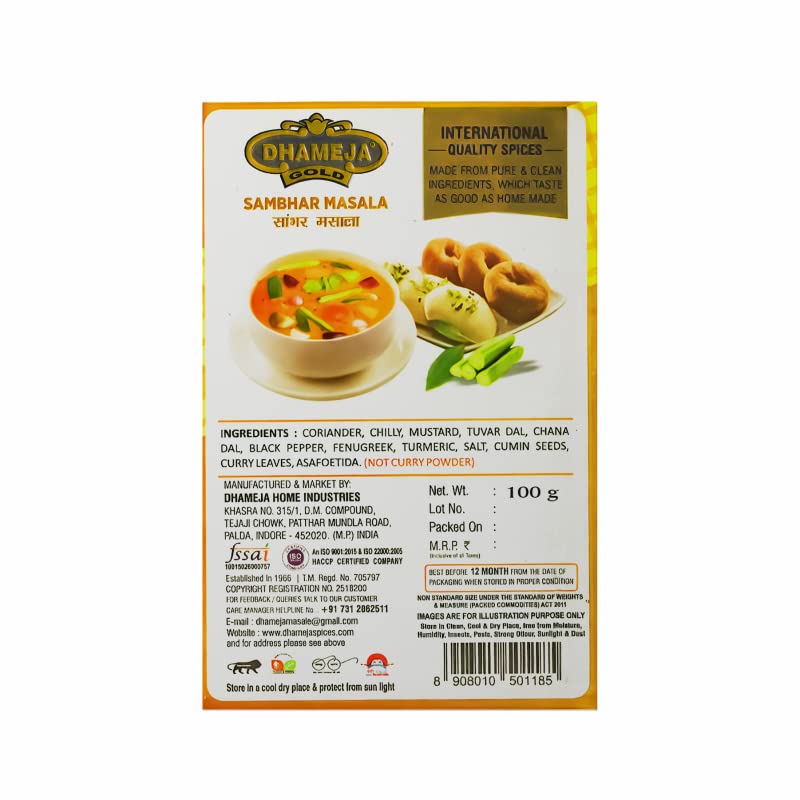 DHAMEJA
GOLD
SAMBHAR MASALA
सांभर मसाला
INTERNATIONAL
QUALITY SPICES
MADE FROM PURE & CLEAN
INGREDIENTS, WHICH TASTE
AS GOOD AS HOME MADE
INGREDIENTS : CORIANDER, CHILLY, MUSTARD, TUVAR DAL, CHANA
DAL, BLACK PEPPER, FENUGREEK, TURMERIC, SALT, CUMIN SEEDS,
CURRY LEAVES, ASAFOETIDA. (NOT CURRY POWDER)
MANUFACTURED & MARKET BY:
DHAMEJA HOME INDUSTRIES
KHASRA NO. 315/1, D.M. COMPOUND,
TEJAJI CHOWK, PATTHAR MUNDLA ROAD,
PALDA, INDORE - 452020. (M.P.) INDIA
fssai
10015026000757
ISO
An ISO 9001:2015 & ISO 22000:2005
HACCP CERTIFIED COMPANY
Established In 1966 | T.M. Regd. No. 705797
COPYRIGHT REGISTRATION NO. 2518200
FOR FEEDBACK / QUERIES TALK TO OUR CUSTOMER
CARE MANAGER HELPLINE No : +91 731 2862511
E-mail : dhamejamasale@gmail.com
Website : www.dhamejaspices.com
and for address please see above
Store in a cool dry place & protect from sun light
Net. Wt. : 100 g
Lot No. :
Packed On :
M.R.P. ₹ :
(Inclusive of all Taxes)
BEST BEFORE 12 MONTH FROM THE DATE OF
PACKAGING WHEN STORED IN PROPER CONDITION
NON STANDARD SIZE UNDER THE STANDARD OF WEIGHTS
& MEASURE (PACKED COMMODITIES) ACT 2011
IMAGES ARE FOR ILLUSTRATION PURPOSE ONLY
Store in Clean, Cool & Dry Place, free from Moisture,
Humidity, Insects, Pests, Strong Odour, Sunlight & Dust
8 908010 501185